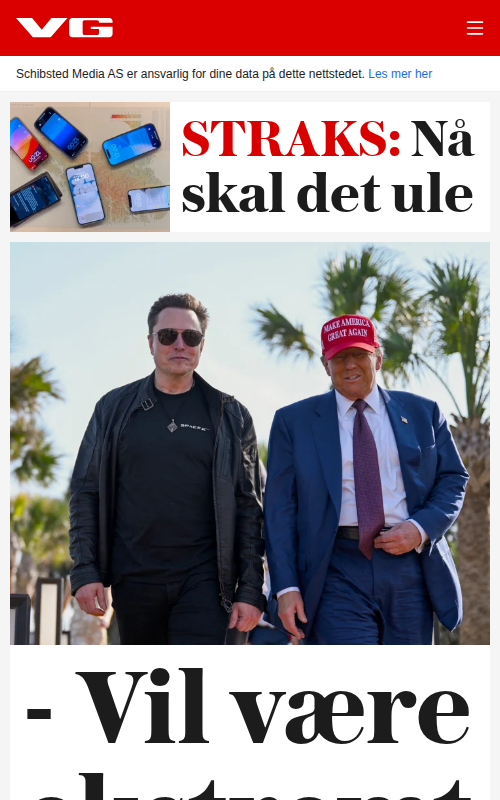 VG
Schibsted Media AS er ansvarlig for dine data på dette nettstedet. Les mer her
STRAKS: Nå
skal det ule
MAKE AMERICA
GREAT AGAIN
SPACEX
- Vil være
ekstremt